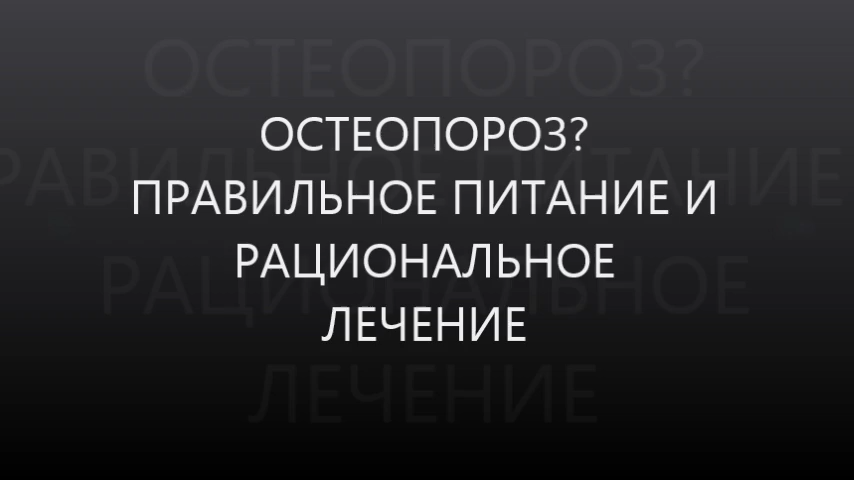 ОСТЕОПОРОЗ?
ПРАВИЛЬНОЕ ПИТАНИЕ И
РАЦИОНАЛЬНОЕ
ЛЕЧЕНИЕ